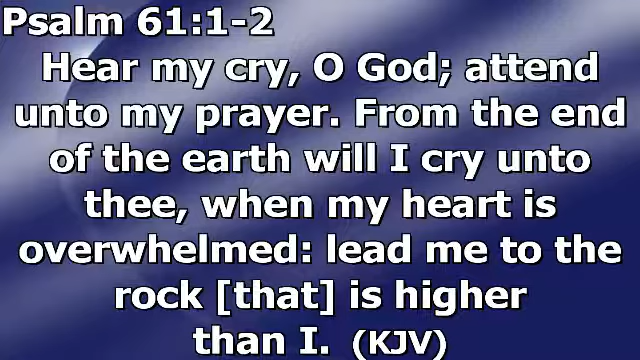 Psalm 61:1-2
Hear my cry, O God; attend
unto my prayer. From the end
of the earth will I cry unto
thee, when my heart is
overwhelmed: lead me to the
rock [that] is higher
than I. (KJV)